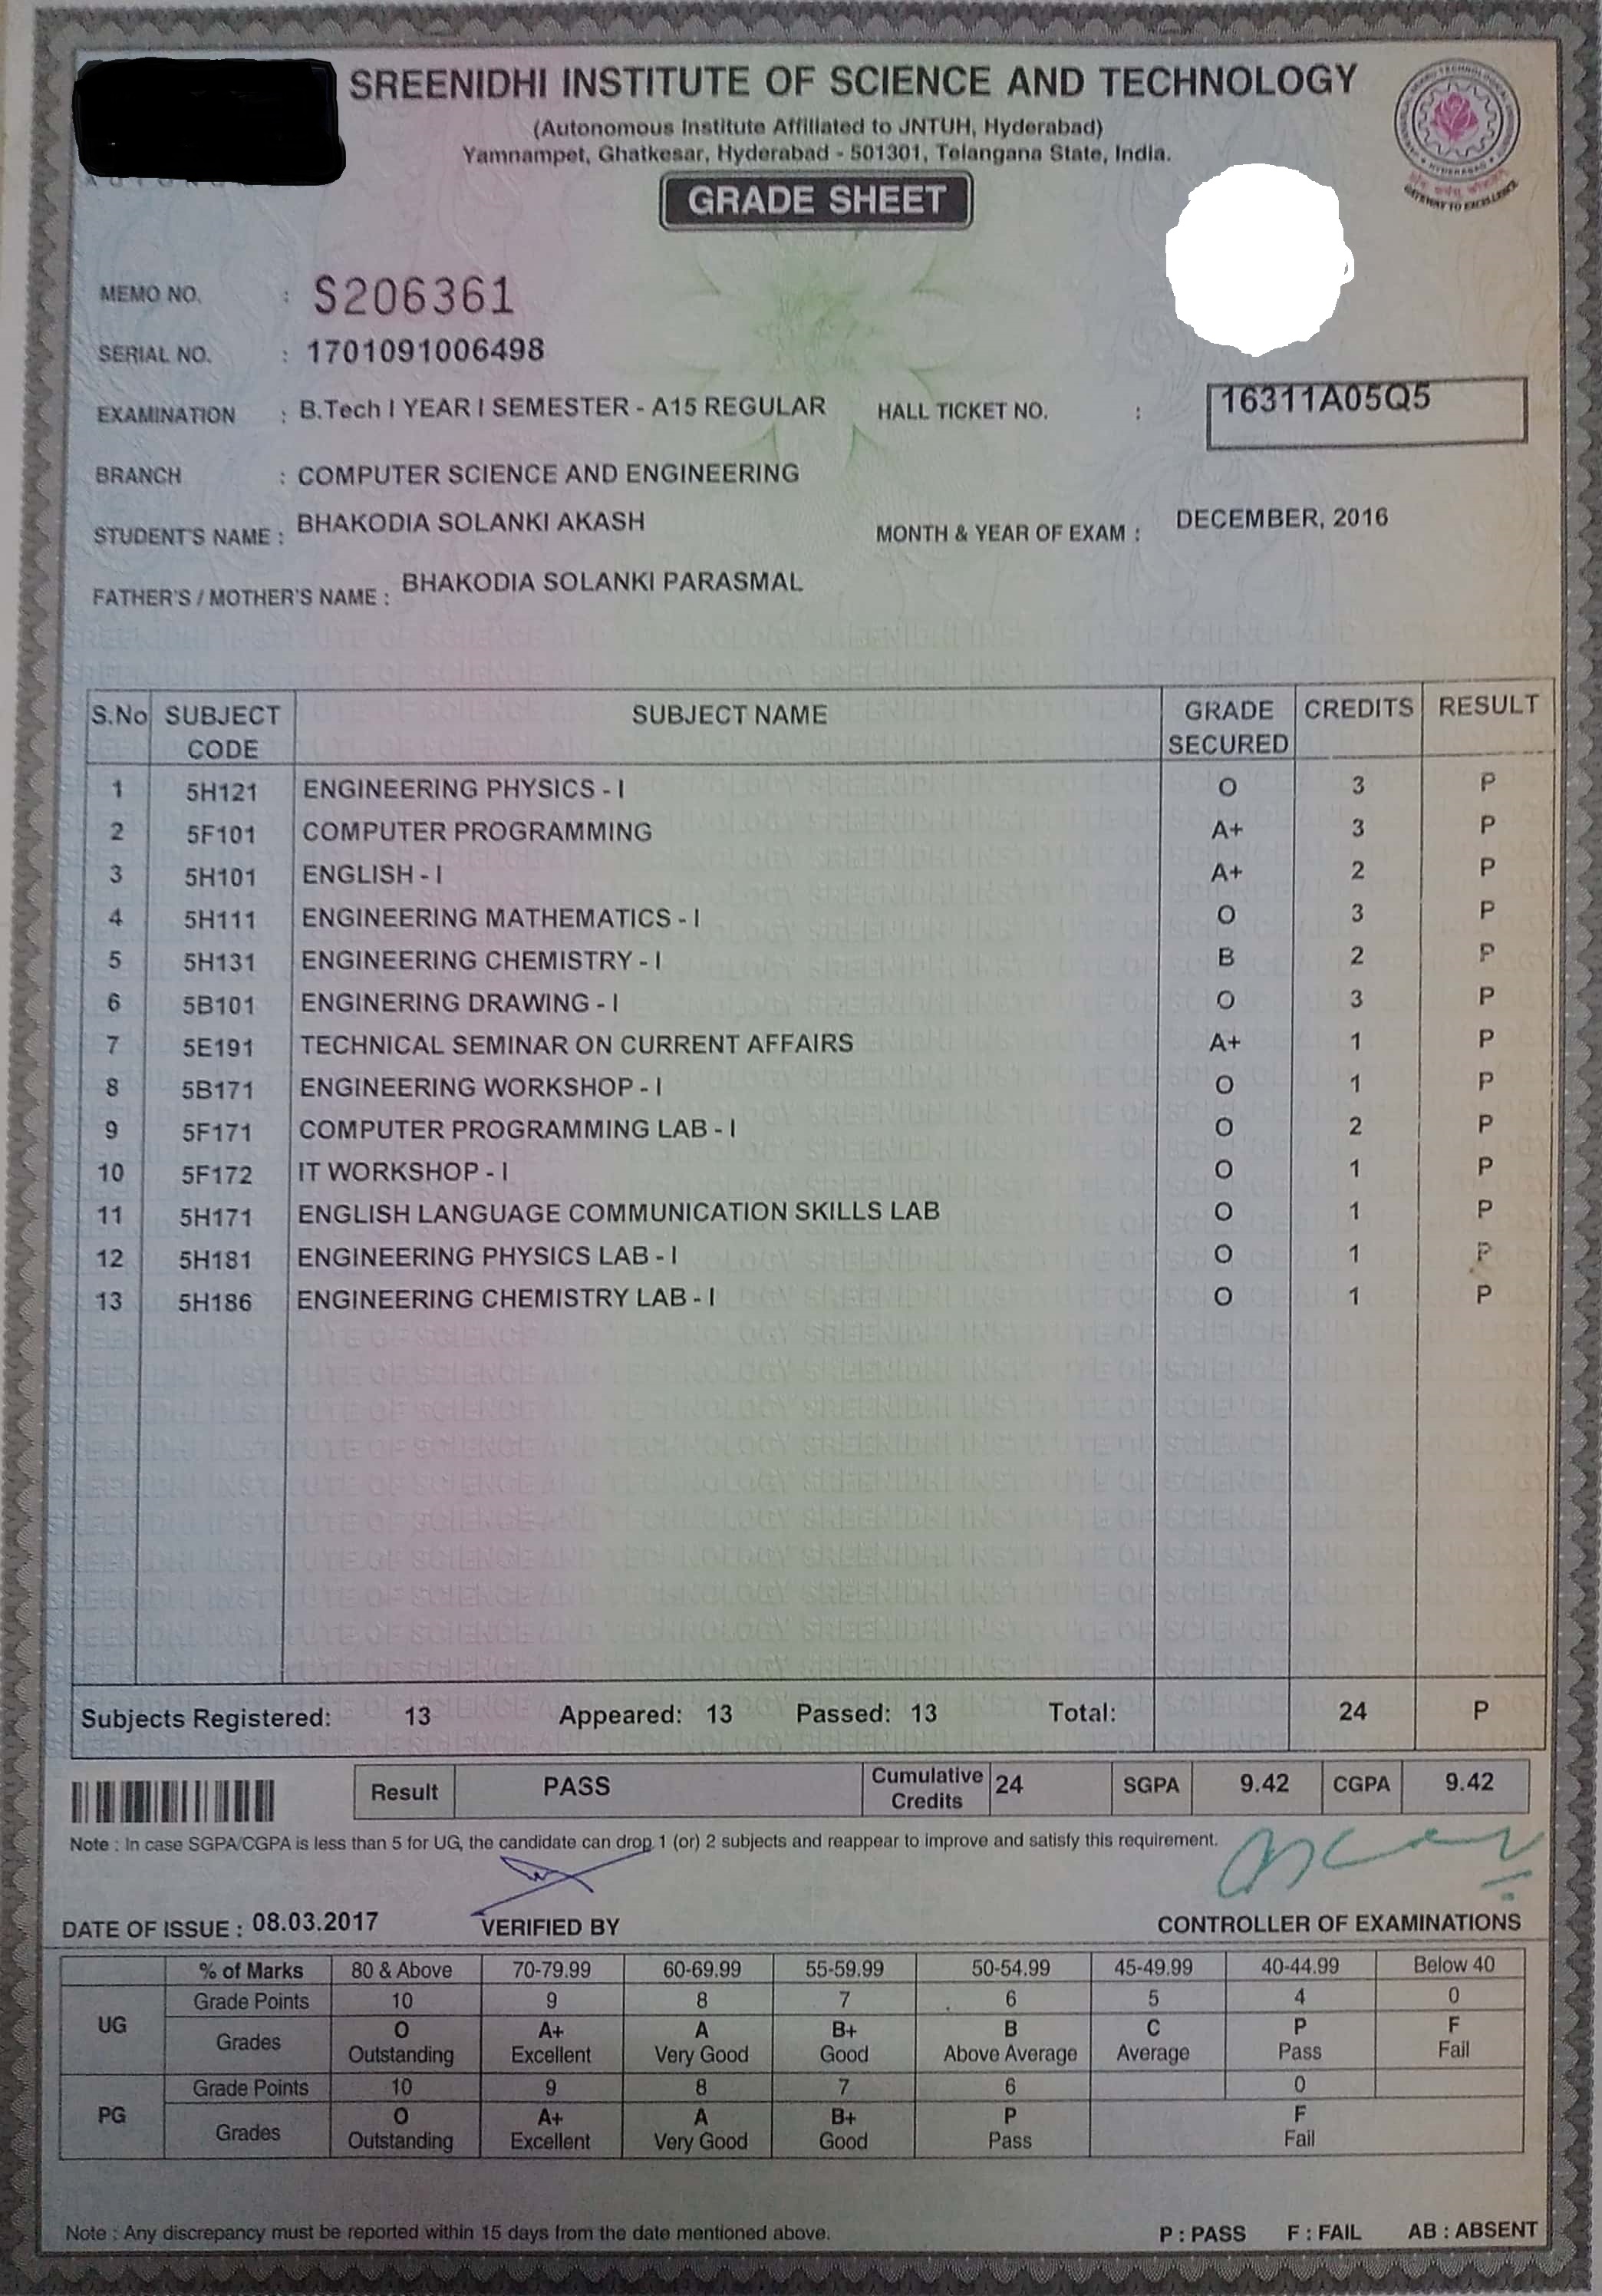 SREENIDHI INSTITUTE OF SCIENCE AND TECHNOLOGY
(Autonomous Institute Affiliated to JNTUH, Hyderabad)
Yamnampet, Ghatkesar, Hyderabad - 501301, Telangana State, India.
GRADE SHEET
GATEWAY TO EXCELLENCE
MEMO NO. : S206361
SERIAL NO. : 1701091006498
EXAMINATION : B.Tech I YEAR I SEMESTER - A15 REGULAR HALL TICKET NO. : 16311A05Q5
BRANCH : COMPUTER SCIENCE AND ENGINEERING
STUDENT'S NAME : BHAKODIA SOLANKI AKASH MONTH & YEAR OF EXAM : DECEMBER, 2016
FATHER'S / MOTHER'S NAME : BHAKODIA SOLANKI PARASMAL
S.No SUBJECT CODE SUBJECT NAME GRADE SECURED CREDITS RESULT
1 5H121 ENGINEERING PHYSICS - I O 3 P
2 5F101 COMPUTER PROGRAMMING A+ 3 P
3 5H101 ENGLISH - I A+ 2 P
4 5H111 ENGINEERING MATHEMATICS - I O 3 P
5 5H131 ENGINEERING CHEMISTRY - I B 2 P
6 5B101 ENGINERING DRAWING - I O 3 P
7 5E191 TECHNICAL SEMINAR ON CURRENT AFFAIRS A+ 1 P
8 5B171 ENGINEERING WORKSHOP - I O 1 P
9 5F171 COMPUTER PROGRAMMING LAB - I O 2 P
10 5F172 IT WORKSHOP - I O 1 P
11 5H171 ENGLISH LANGUAGE COMMUNICATION SKILLS LAB O 1 P
12 5H181 ENGINEERING PHYSICS LAB - I O 1 P
13 5H186 ENGINEERING CHEMISTRY LAB - I O 1 P
Subjects Registered: 13 Appeared: 13 Passed: 13 Total: 24 P
Result PASS Cumulative Credits 24 SGPA 9.42 CGPA 9.42
Note : In case SGPA/CGPA is less than 5 for UG, the candidate can drop 1 (or) 2 subjects and reappear to improve and satisfy this requirement.
DATE OF ISSUE : 08.03.2017 VERIFIED BY CONTROLLER OF EXAMINATIONS
% of Marks 80 & Above 70-79.99 60-69.99 55-59.99 50-54.99 45-49.99 40-44.99 Below 40
UG Grade Points 10 9 8 7 6 5 4 0
Grades O A+ A B+ B C P F
Outstanding Excellent Very Good Good Above Average Average Pass Fail
PG Grade Points 10 9 8 7 6 0
Grades O A+ A B+ P F
Outstanding Excellent Very Good Good Pass Fail
Note : Any discrepancy must be reported within 15 days from the date mentioned above. P : PASS F : FAIL AB : ABSENT